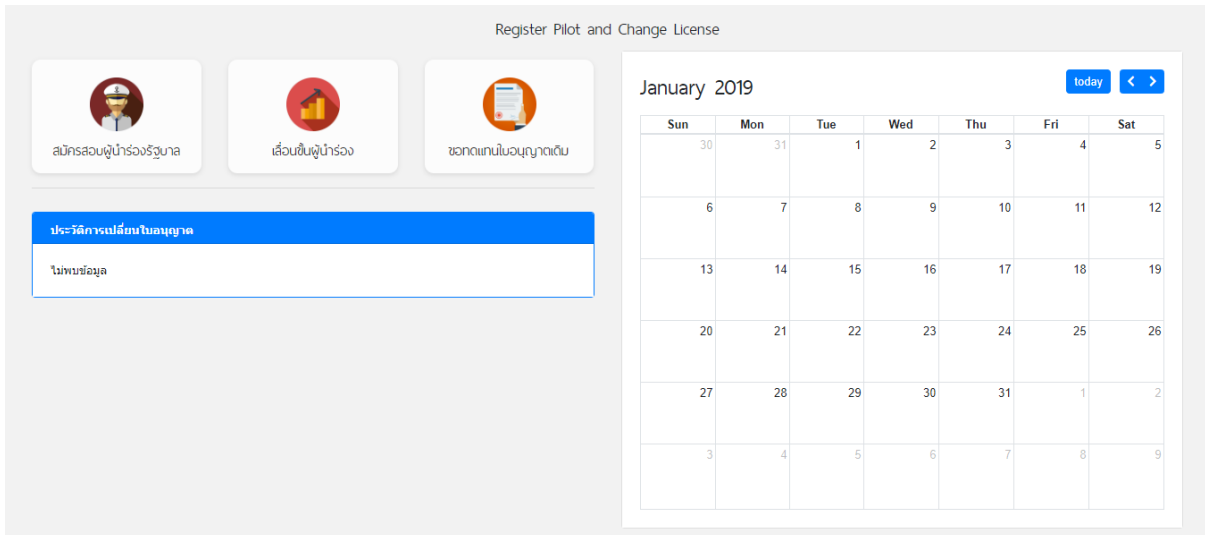 Register Pilot and Change License
สมัครสอบผู้นำร่องรัฐบาล
เลื่อนขั้นผู้นำร่อง
ขอทดแทนใบอนุญาตเดิม
ประวัติการเปลี่ยนใบอนุญาต
ไม่พบข้อมูล
January 2019
today
Sun Mon Tue Wed Thu Fri Sat
30 31 1 2 3 4 5
6 7 8 9 10 11 12
13 14 15 16 17 18 19
20 21 22 23 24 25 26
27 28 29 30 31 1 2
3 4 5 6 7 8 9